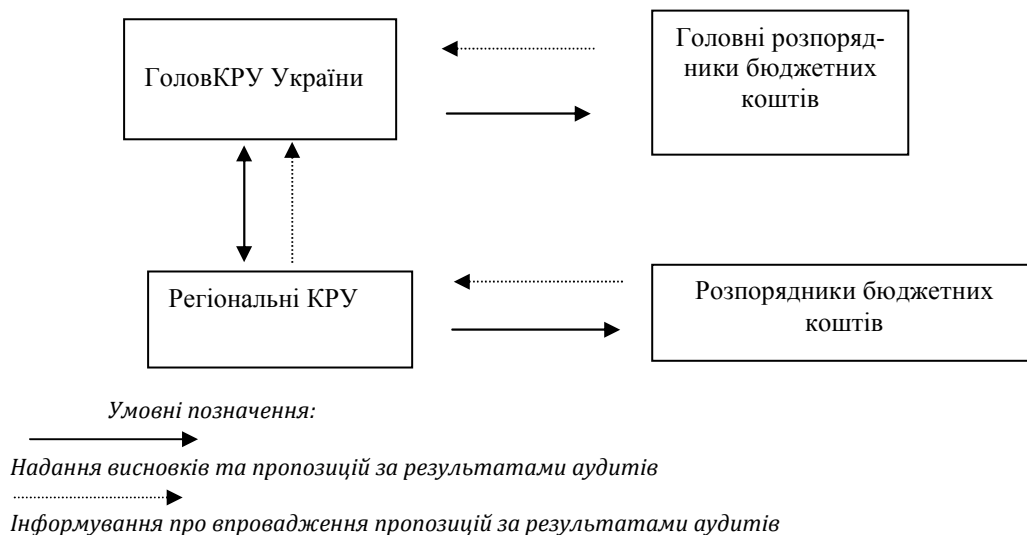 ГоловКРУ України
Головні розпоряд-
ники бюджетних
коштів
Регіональні КРУ
Розпорядники бюджетних
коштів
Умовні позначення:
Надання висновків та пропозицій за результатами аудитів
Інформування про впровадження пропозицій за результатами аудитів